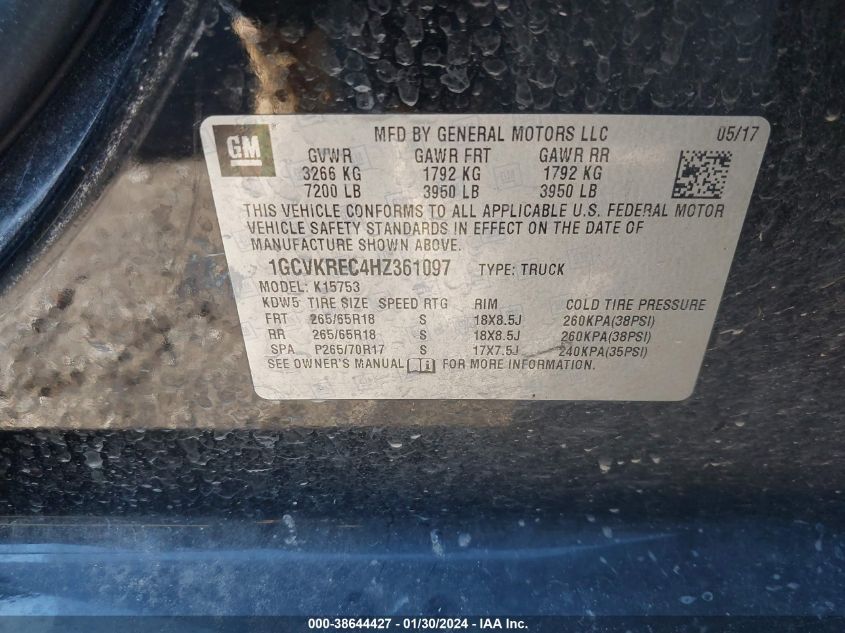 GM
MFD BY GENERAL MOTORS LLC 05/17
GVWR GAWR FRT GAWR RR
3266 KG 1792 KG 1792 KG
7200 LB 3950 LB 3950 LB
THIS VEHICLE CONFORMS TO ALL APPLICABLE U.S. FEDERAL MOTOR
VEHICLE SAFETY STANDARDS IN EFFECT ON THE DATE OF
MANUFACTURE SHOWN ABOVE.
1GCVKREC4HZ361097 TYPE: TRUCK
MODEL: K15753
KDW5 TIRE SIZE SPEED RTG RIM COLD TIRE PRESSURE
FRT 265/65R18 S 18X8.5J 260KPA(38PSI)
RR 265/65R18 S 18X8.5J 260KPA(38PSI)
SPA P265/70R17 S 17X7.5J 240KPA(35PSI)
SEE OWNER'S MANUAL FOR MORE INFORMATION.
000-38644427 - 01/30/2024 - IAA Inc.